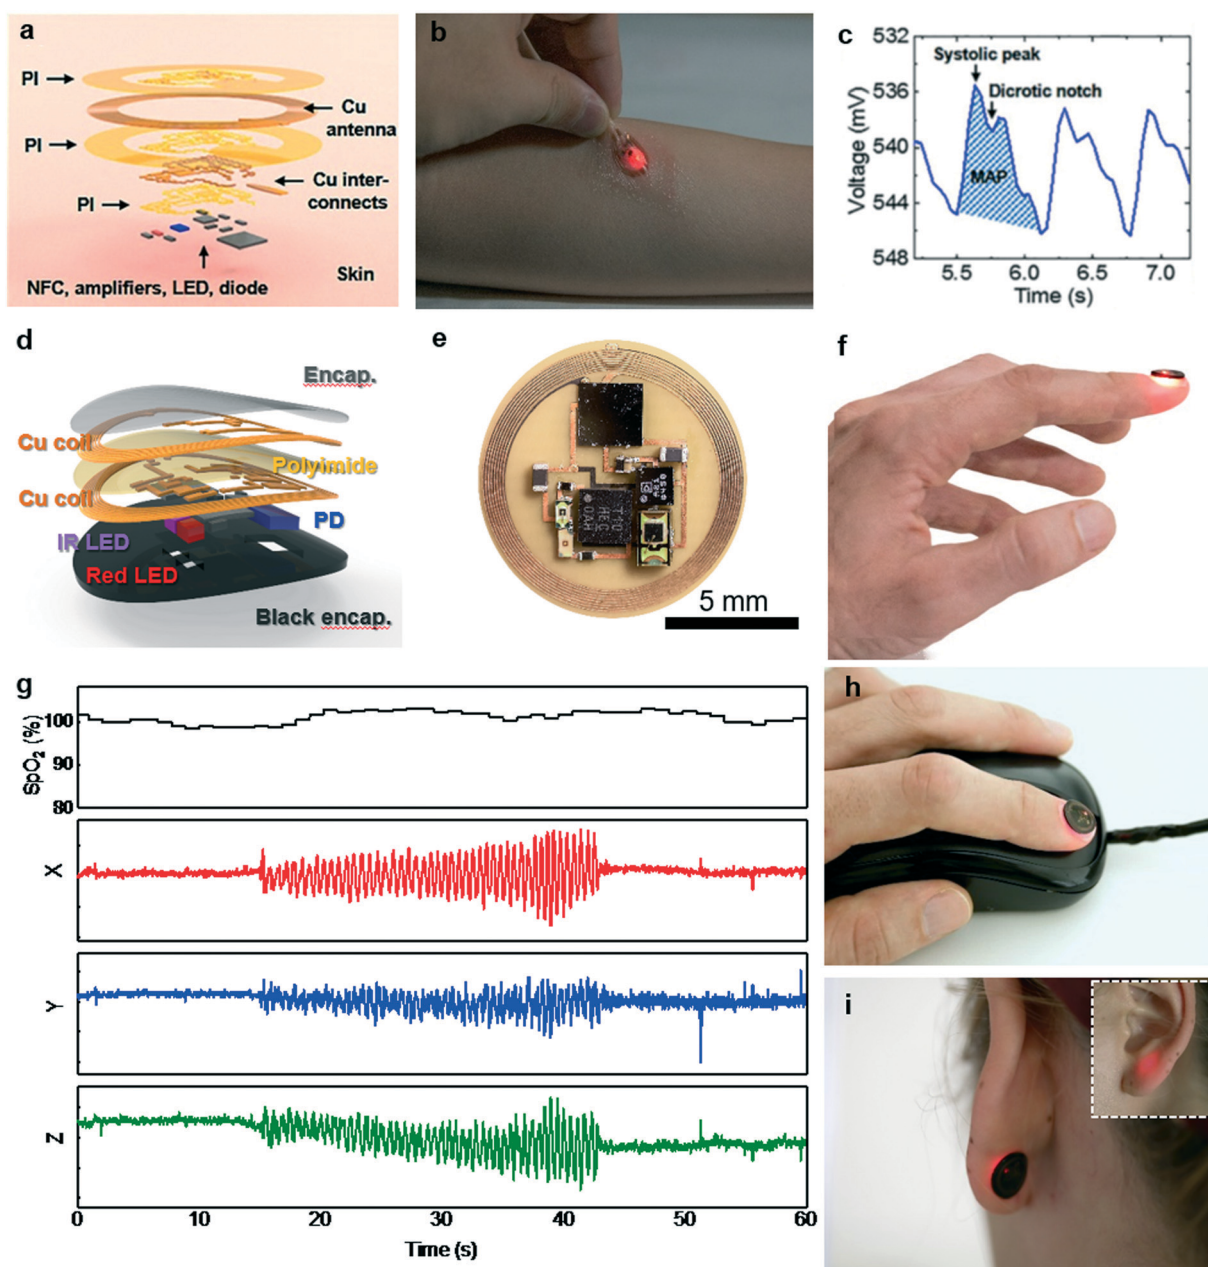 a
PI
Cu
antenna
PI
Cu inter-
connects
PI
NFC, amplifiers, LED, diode
Skin
b
c
532
536
540
544
548
Voltage (mV)
Systolic peak
Dicrotic notch
MAP
5.5
6.0
6.5
7.0
Time (s)
d
Encap.
Cu coil
Polyimide
Cu coil
PD
IR LED
Red LED
Black encap.
e
5 mm
f
g
SpO2 (%)
100
90
80
X
Y
Z
0
10
20
30
40
50
60
Time (s)
h
i